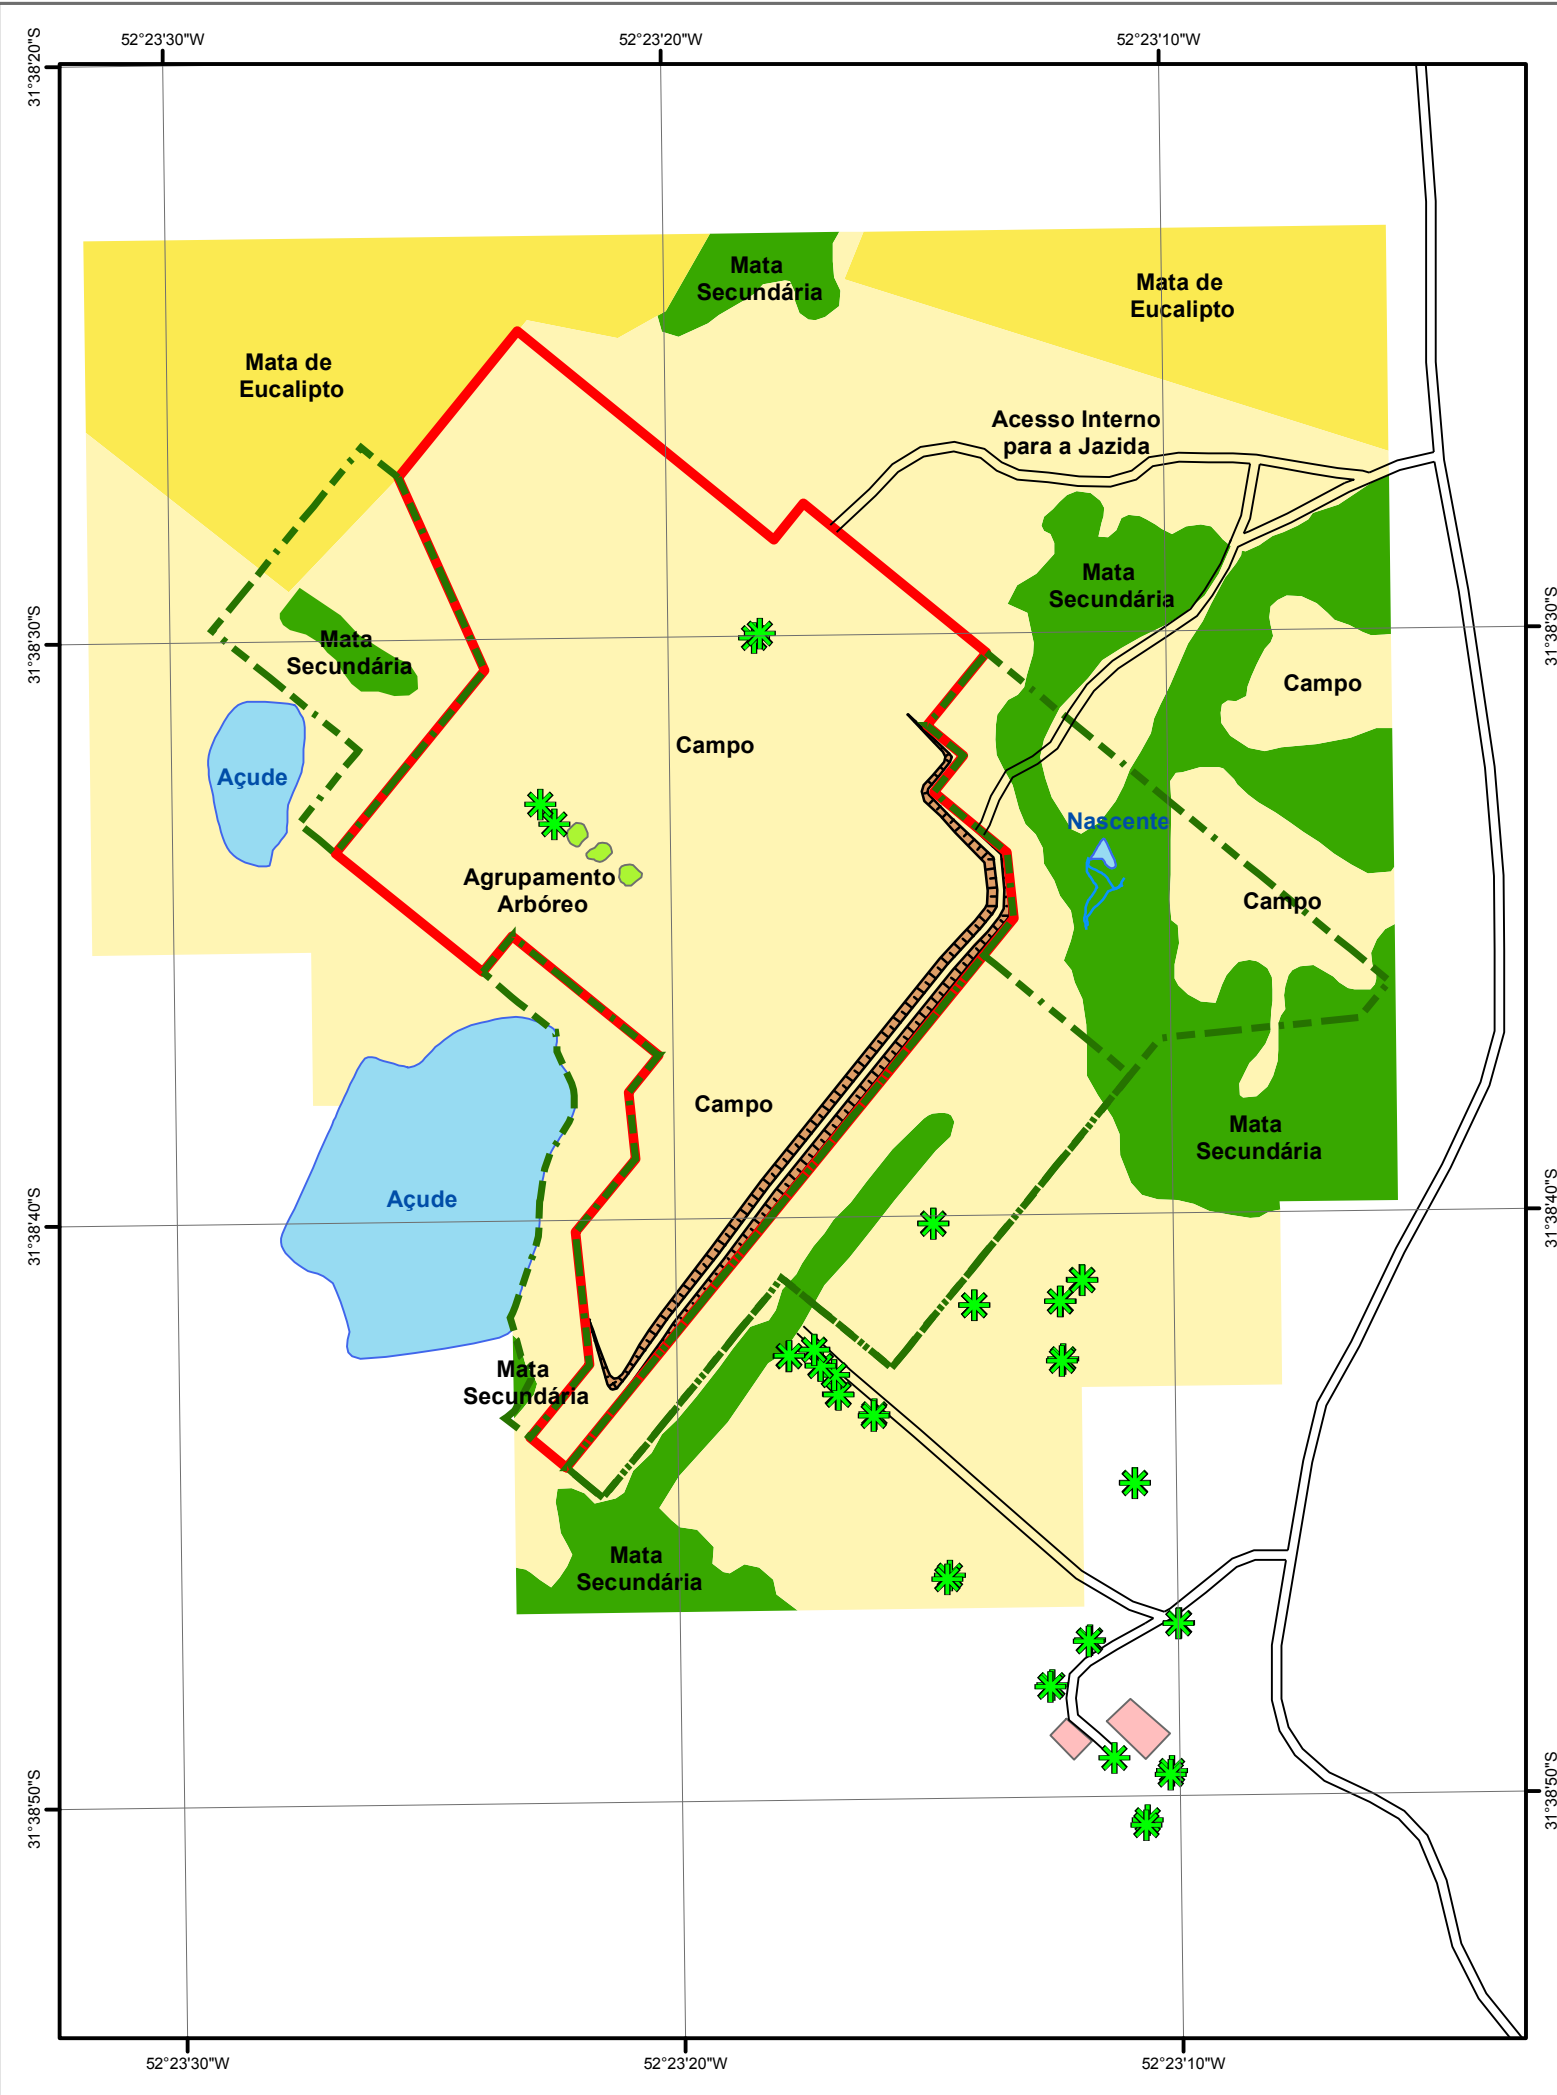 52°23'30"W
52°23'20"W
52°23'10"W
31°38'20"S
Mata
Secundária
Mata de
Eucalipto
Mata de
Eucalipto
Acesso Interno
para a Jazida
Mata
Secundária
31°38'30"S
31°38'30"S
Mata
Secundária
Campo
Campo
Açude
Nascente
Agrupamento
Arbóreo
Campo
Campo
Mata
Secundária
Açude
31°38'40"S
31°38'40"S
Mata
Secundária
Mata
Secundária
31°38'50"S
31°38'50"S
52°23'30"W
52°23'20"W
52°23'10"W